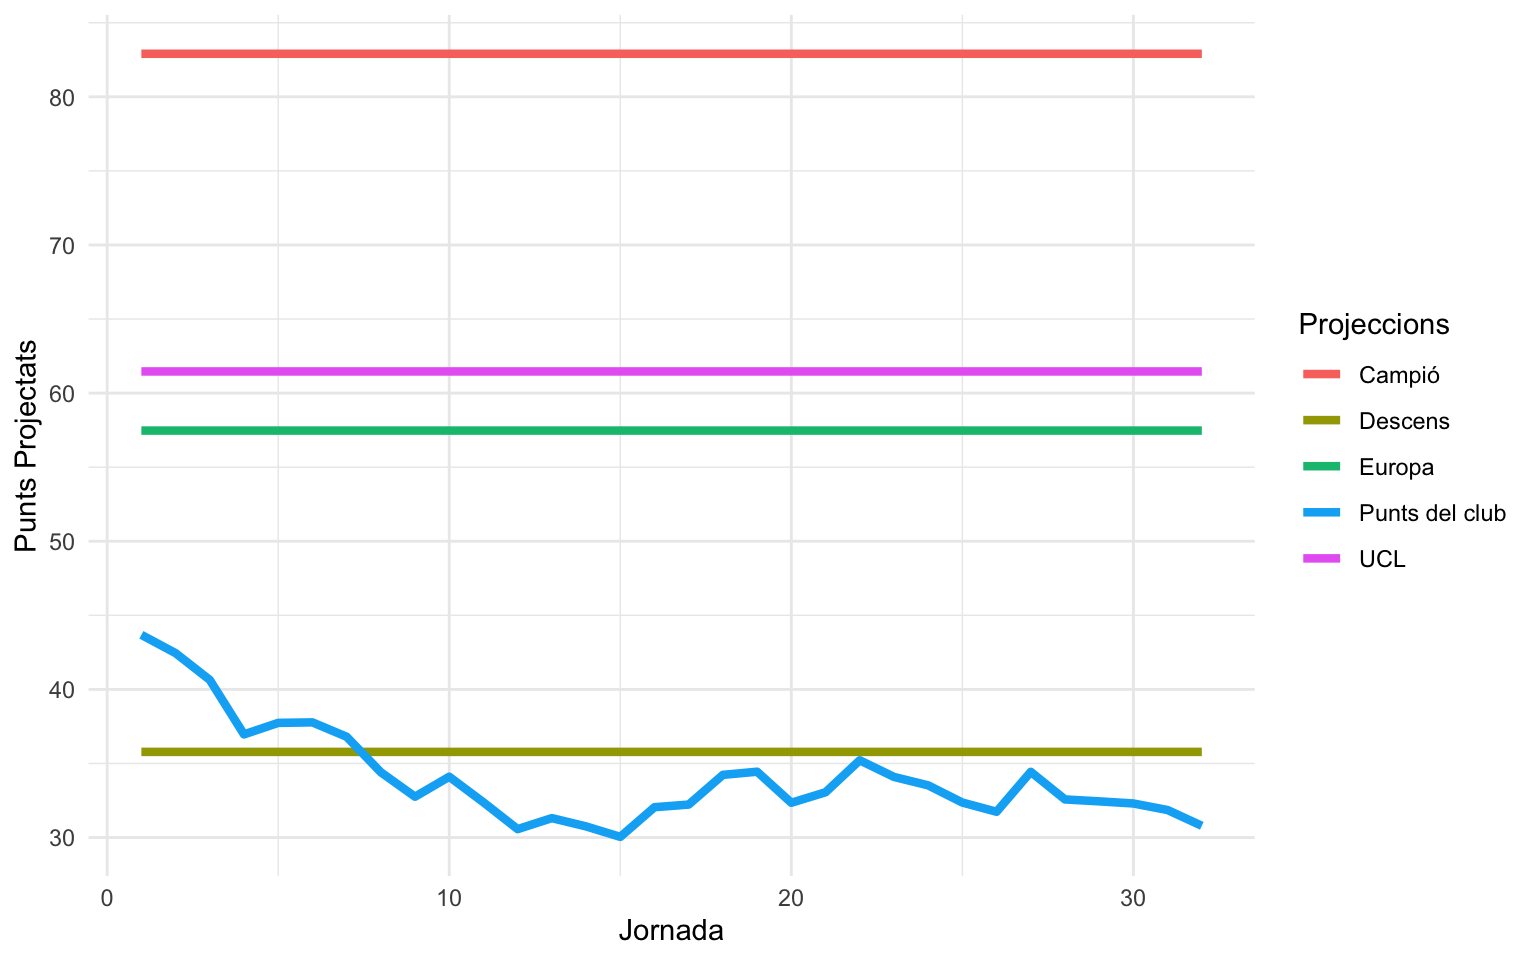 80
70
60
50
40
30
Punts Projectats
0
10
20
30
Jornada
Projeccions
Campió
Descens
Europa
Punts del club
UCL